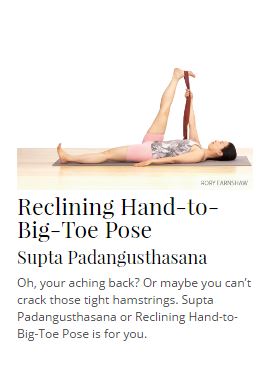 RORY EARNSHAW
Reclining Hand-to-
Big-Toe Pose
Supta Padangusthasana
Oh, your aching back? Or maybe you can't
crack those tight hamstrings. Supta
Padangusthasana or Reclining Hand-to-
Big-Toe Pose is for you.